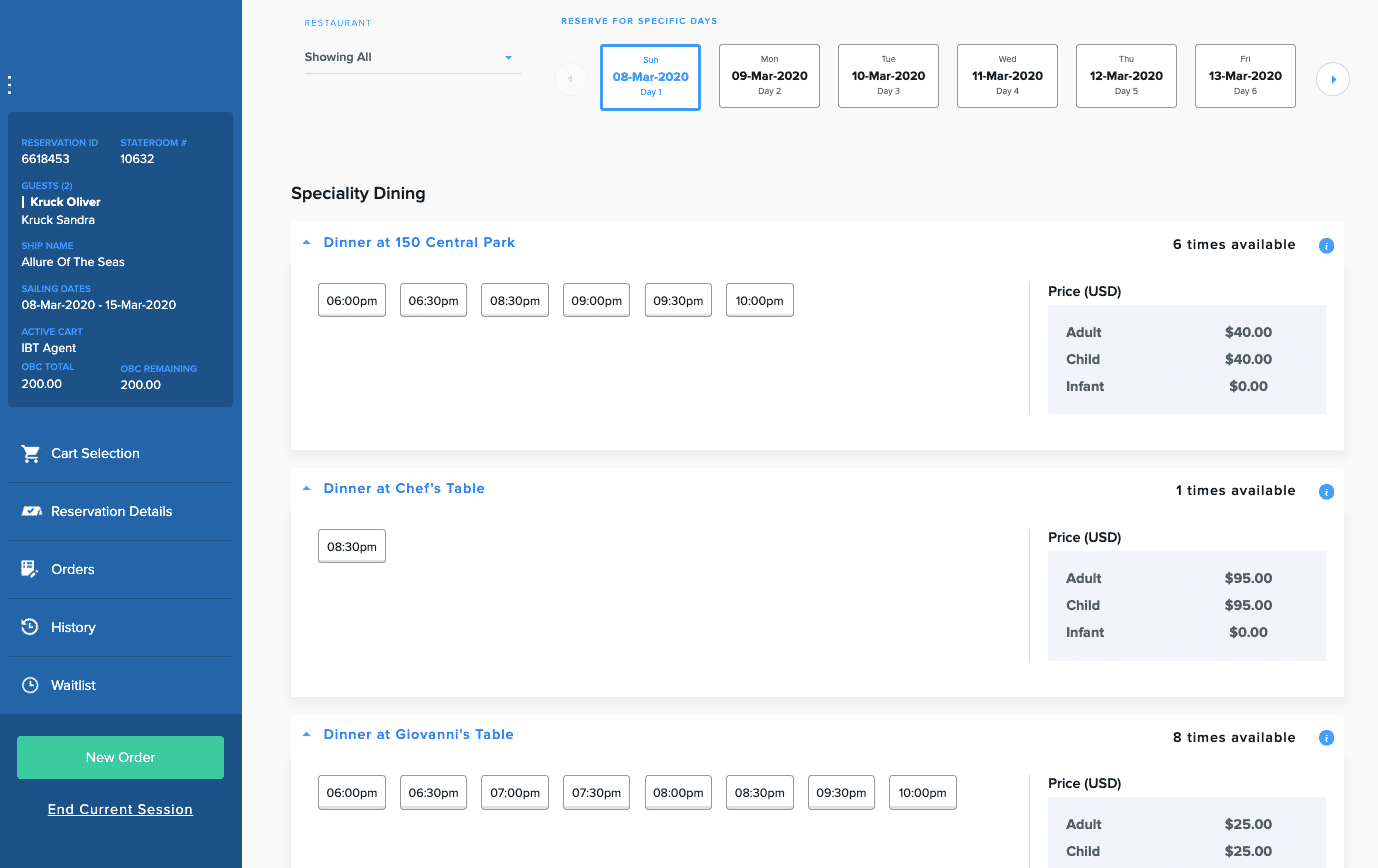 RESERVATION ID STATEROOM #
6618453 10632
GUESTS (2)
Kruck Oliver
Kruck Sandra
SHIP NAME
Allure Of The Seas
SAILING DATES
08-Mar-2020 - 15-Mar-2020
ACTIVE CART
IBT Agent
OBC TOTAL OBC REMAINING
200.00 200.00
Cart Selection
Reservation Details
Orders
History
Waitlist
New Order
End Current Session
RESTAURANT
Showing All
RESERVE FOR SPECIFIC DAYS
Sun
08-Mar-2020
Day 1
Mon
09-Mar-2020
Day 2
Tue
10-Mar-2020
Day 3
Wed
11-Mar-2020
Day 4
Thu
12-Mar-2020
Day 5
Fri
13-Mar-2020
Day 6
Speciality Dining
Dinner at 150 Central Park
6 times available
i
06:00pm 06:30pm 08:30pm 09:00pm 09:30pm 10:00pm
Price (USD)
Adult $40.00
Child $40.00
Infant $0.00
Dinner at Chef's Table
1 times available
i
08:30pm
Price (USD)
Adult $95.00
Child $95.00
Infant $0.00
Dinner at Giovanni's Table
8 times available
i
06:00pm 06:30pm 07:00pm 07:30pm 08:00pm 08:30pm 09:30pm 10:00pm
Price (USD)
Adult $25.00
Child $25.00